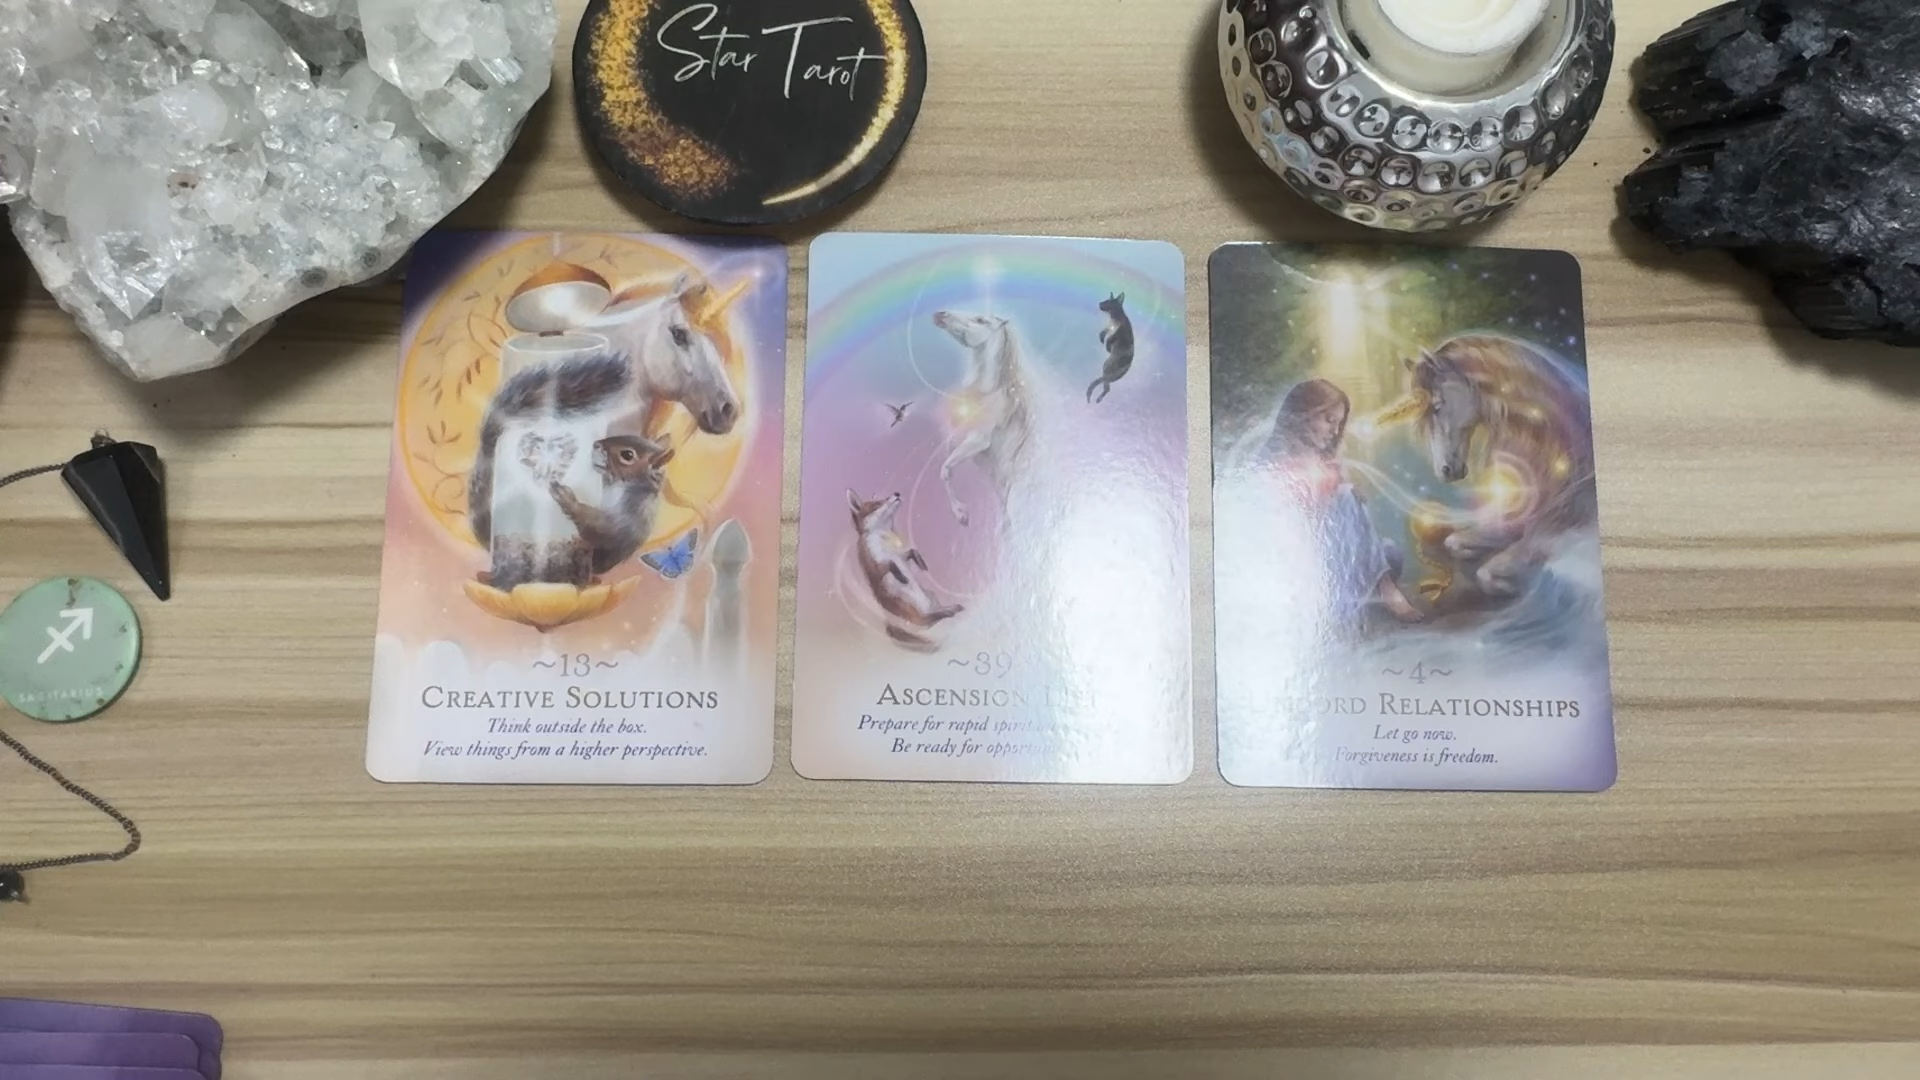 Star Tarot
SAGITTARIUS
~13~
CREATIVE SOLUTIONS
Think outside the box.
View things from a higher perspective.
~39
ASCENSION
Prepare for rapid
Be ready for
~4~
RELATIONSHIPS
Let go now.
Forgiveness is freedom.